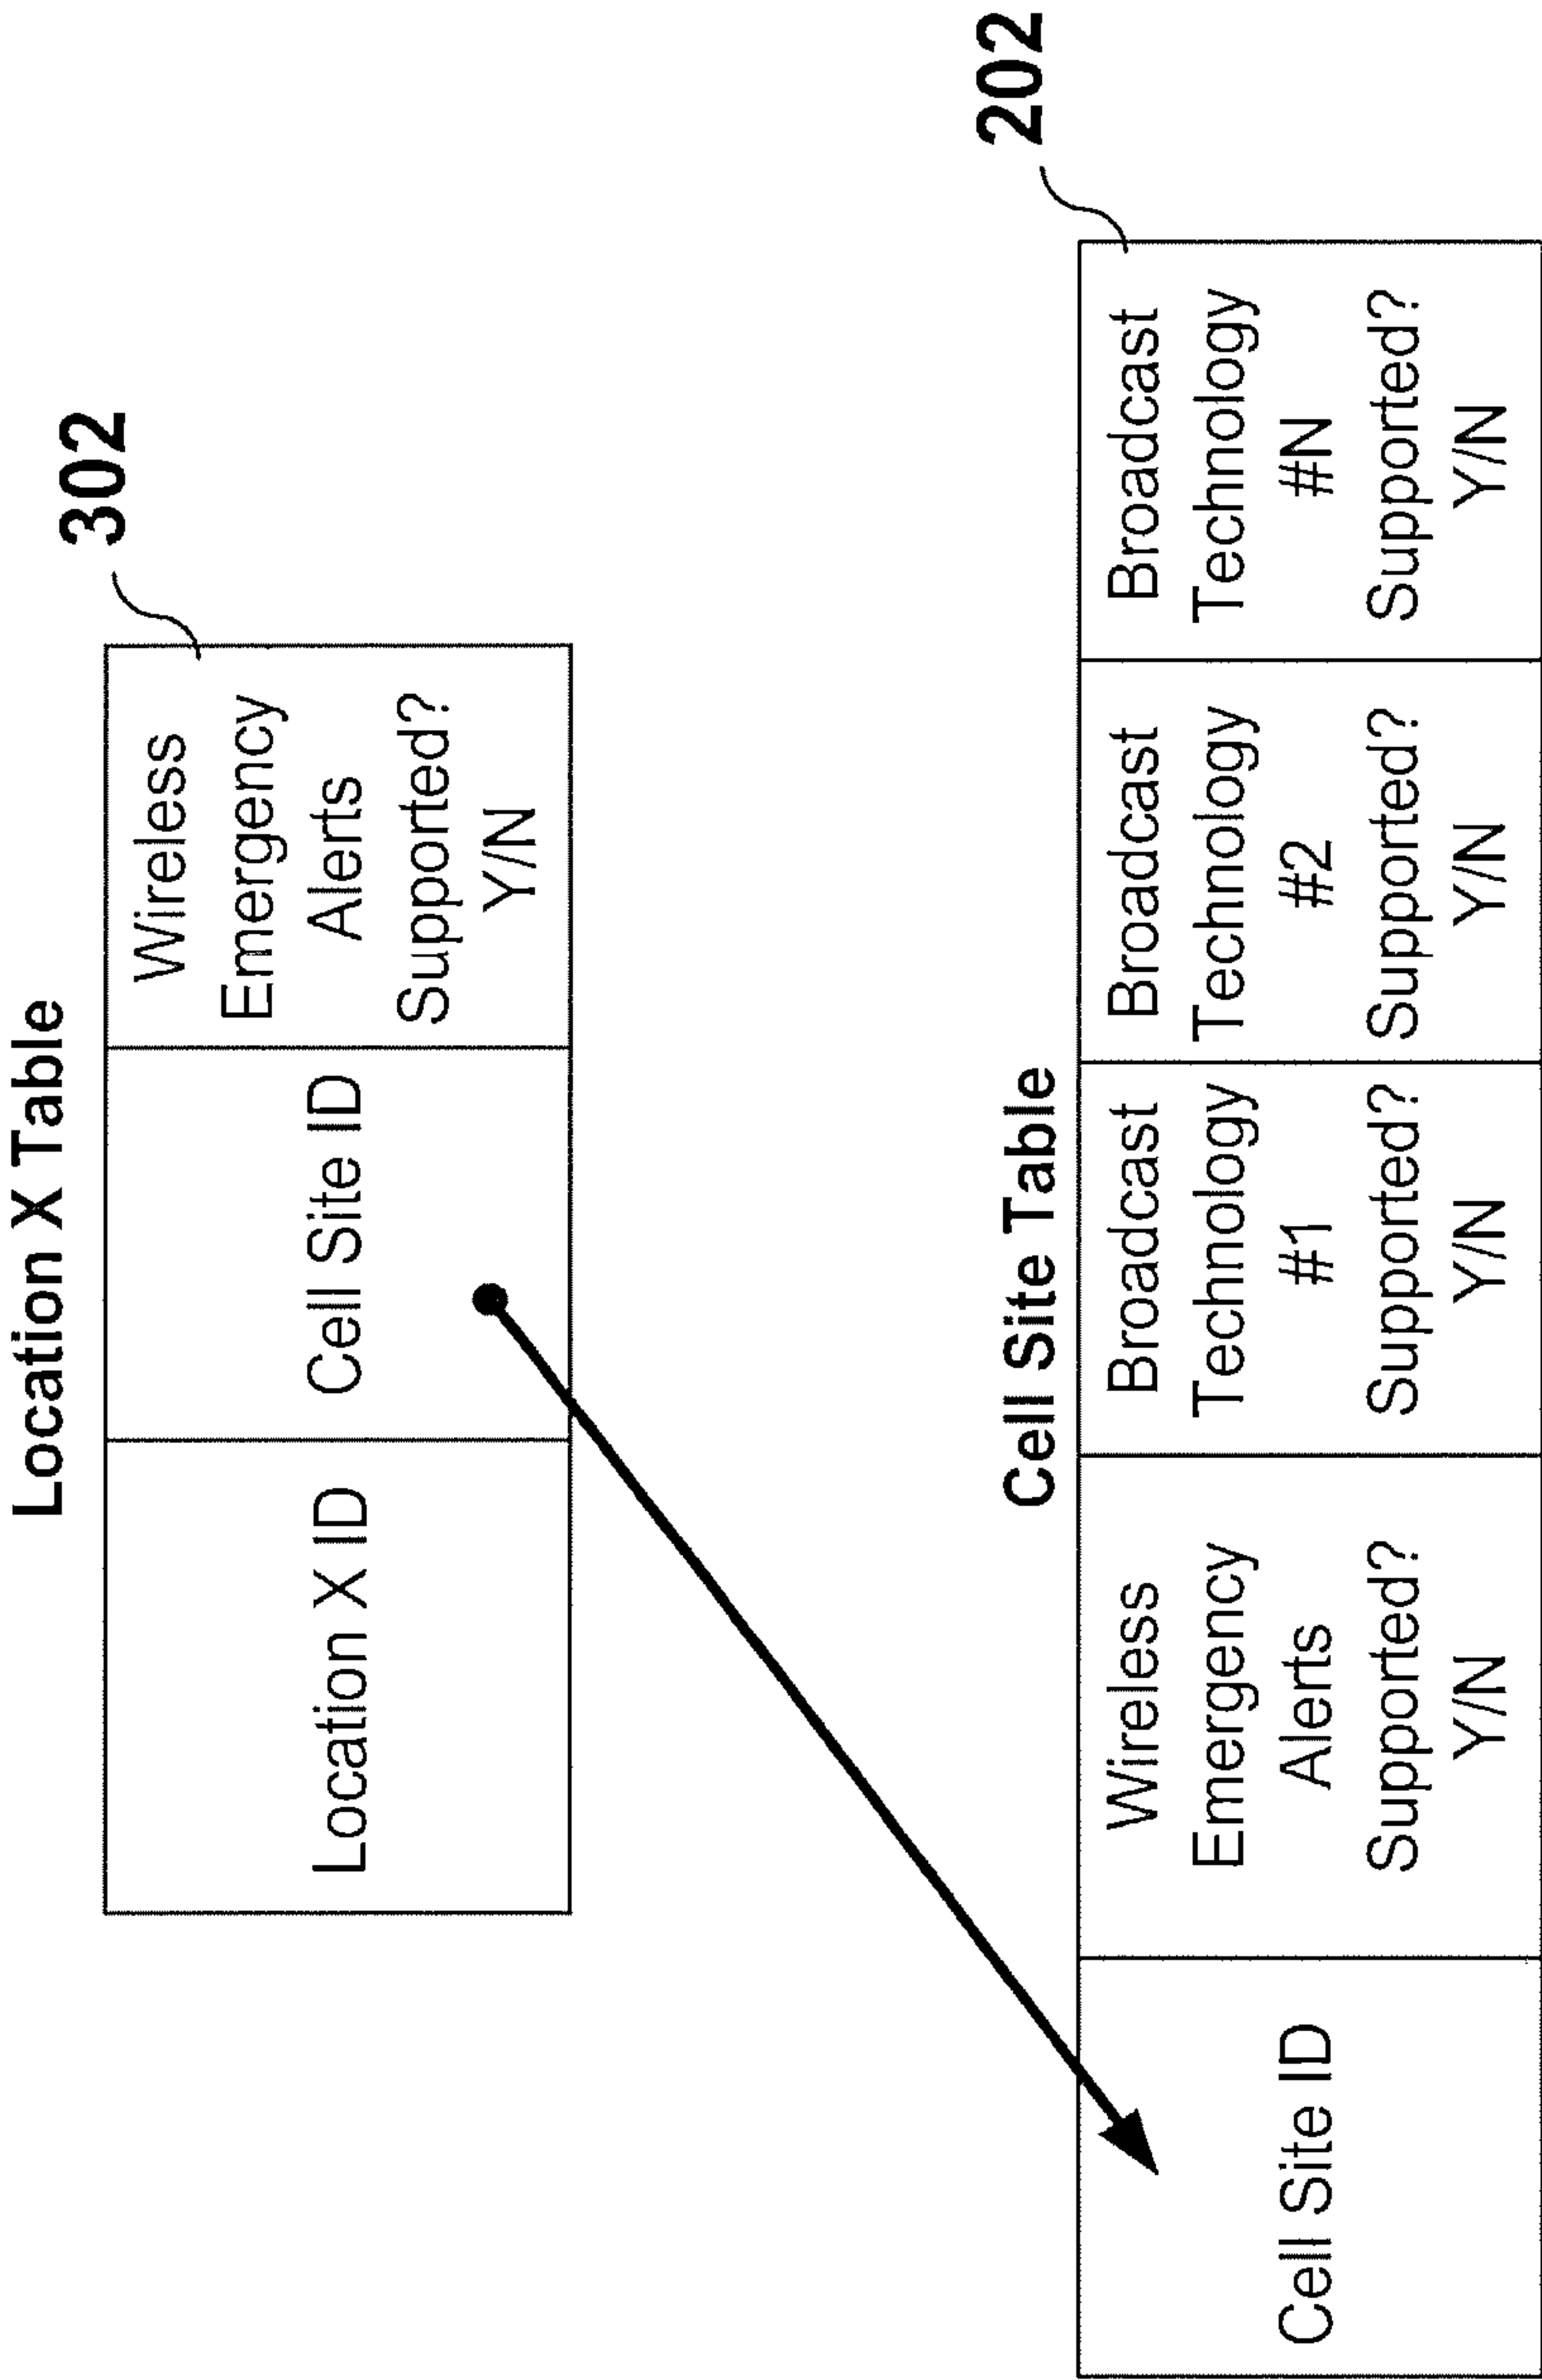 Location X Table
302
Location X ID
Cell Site ID
Wireless
Emergency
Alerts
Supported?
Y/N
Cell Site Table
202
Cell Site ID
Wireless
Emergency
Alerts
Supported?
Y/N
Broadcast
Technology
#1
Supported?
Y/N
Broadcast
Technology
#2
Supported?
Y/N
Broadcast
Technology
#N
Supported?
Y/N